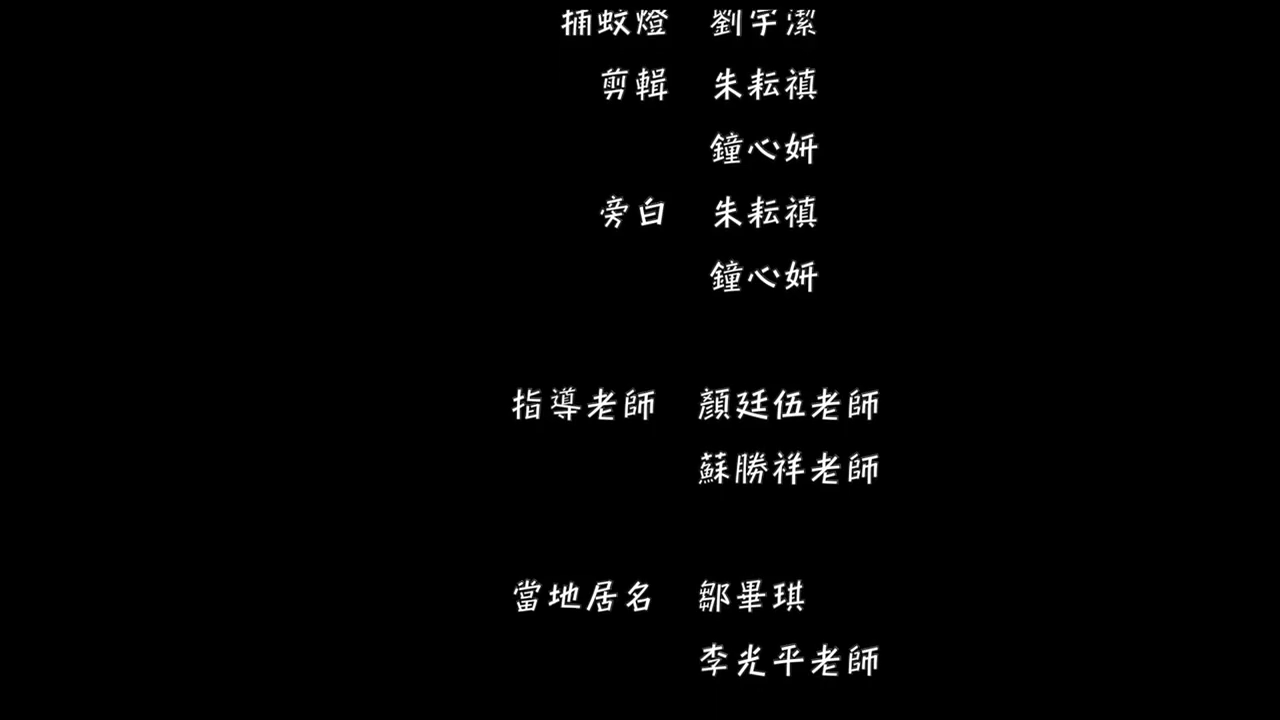 捕蚊燈 劉宇潔
剪輯 朱耘禛
鐘心妍
旁白 朱耘禛
鐘心妍
指導老師 顏廷伍老師
蘇勝祥老師
當地居名 鄒畢琪
李光平老師